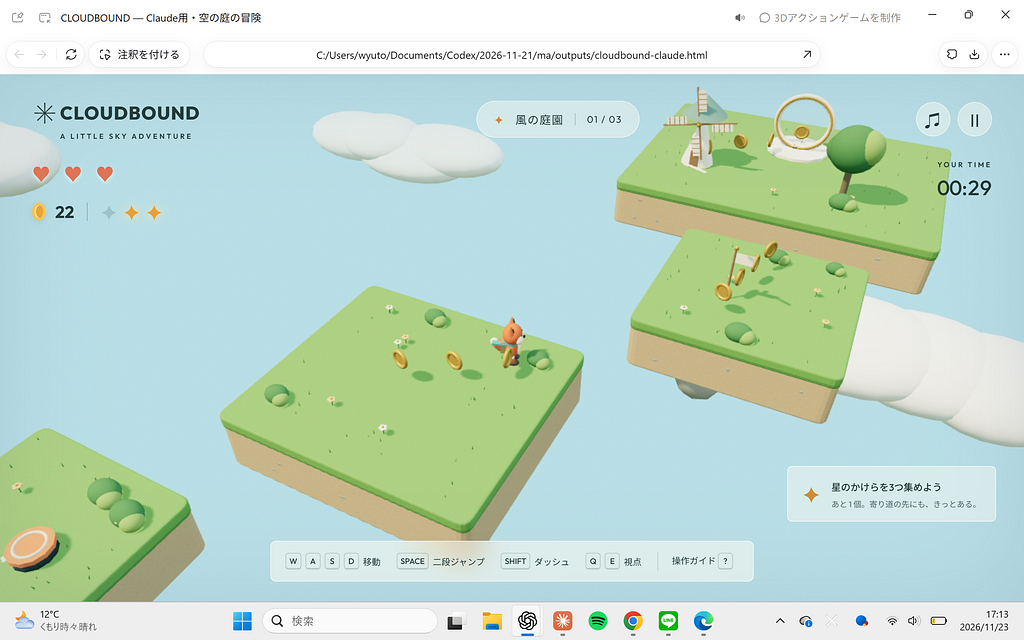 CLOUDBOUND — Claude用・空の庭の冒険
3Dアクションゲームを制作
注釈を付ける
C:/Users/wyuto/Documents/Codex/2026-11-21/ma/outputs/cloudbound-claude.html
CLOUDBOUND
A LITTLE SKY ADVENTURE
風の庭園 01 / 03
YOUR TIME
00:29
22
星のかけらを3つ集めよう
あと1個。寄り道の先にも、きっとある。
W A S D 移動 SPACE 二段ジャンプ SHIFT ダッシュ Q E 視点 操作ガイド ?
12°C
くもり時々晴れ
検索
LINE
17:13
2026/11/23